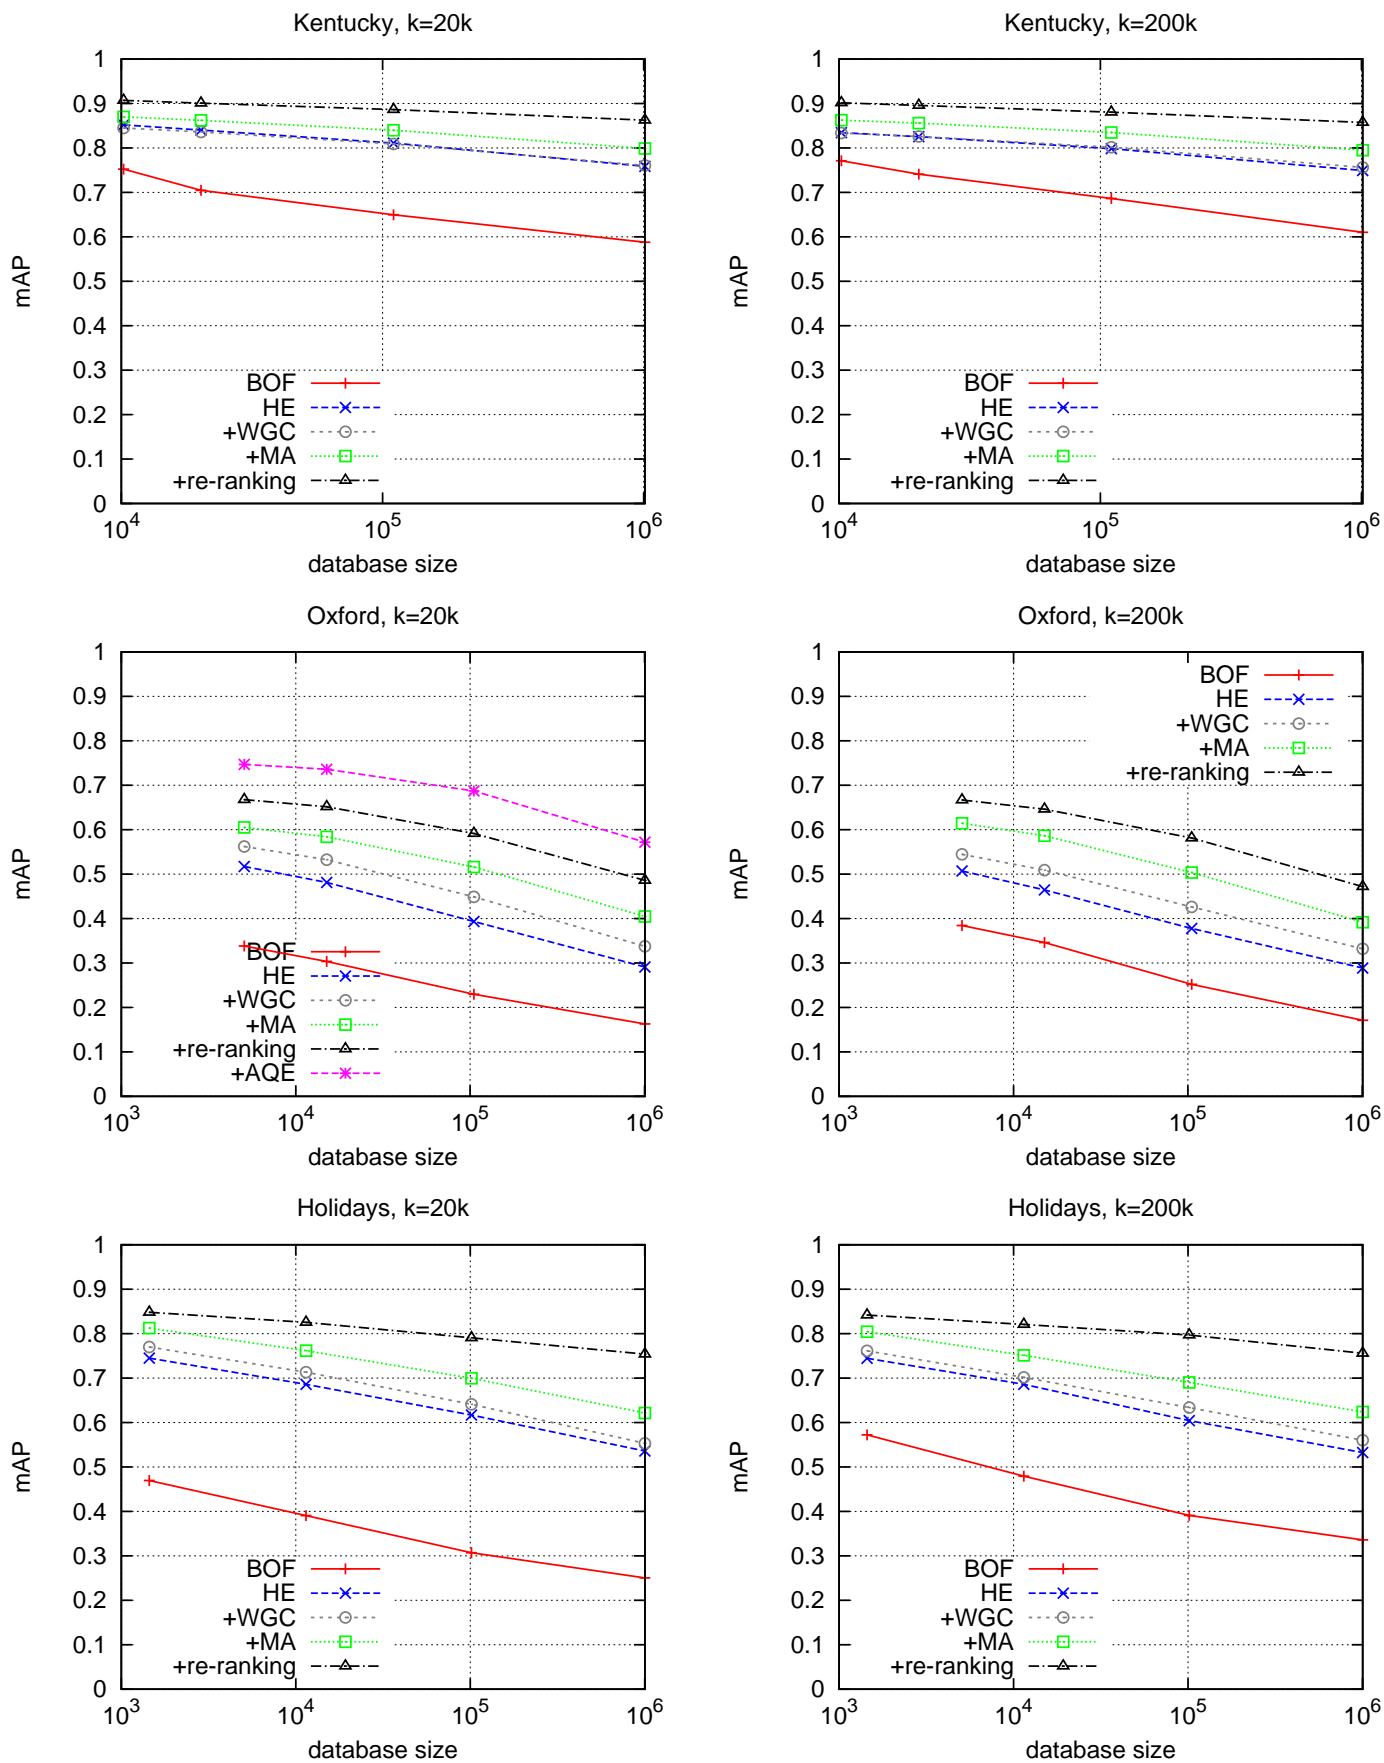 Kentucky, k=20k
1
0.9
0.8
0.7
0.6
0.5
0.4
0.3
0.2
0.1
0
mAP
BOF
HE
+WGC
+MA
+re-ranking
10^4 10^5 10^6
database size
Kentucky, k=200k
1
0.9
0.8
0.7
0.6
0.5
0.4
0.3
0.2
0.1
0
mAP
BOF
HE
+WGC
+MA
+re-ranking
10^4 10^5 10^6
database size
Oxford, k=20k
1
0.9
0.8
0.7
0.6
0.5
0.4
0.3
0.2
0.1
0
mAP
BOF
HE
+WGC
+MA
+re-ranking
+AQE
10^3 10^4 10^5 10^6
database size
Oxford, k=200k
1
0.9
0.8
0.7
0.6
0.5
0.4
0.3
0.2
0.1
0
mAP
BOF
HE
+WGC
+MA
+re-ranking
10^3 10^4 10^5 10^6
database size
Holidays, k=20k
1
0.9
0.8
0.7
0.6
0.5
0.4
0.3
0.2
0.1
0
mAP
BOF
HE
+WGC
+MA
+re-ranking
10^3 10^4 10^5 10^6
database size
Holidays, k=200k
1
0.9
0.8
0.7
0.6
0.5
0.4
0.3
0.2
0.1
0
mAP
BOF
HE
+WGC
+MA
+re-ranking
10^3 10^4 10^5 10^6
database size